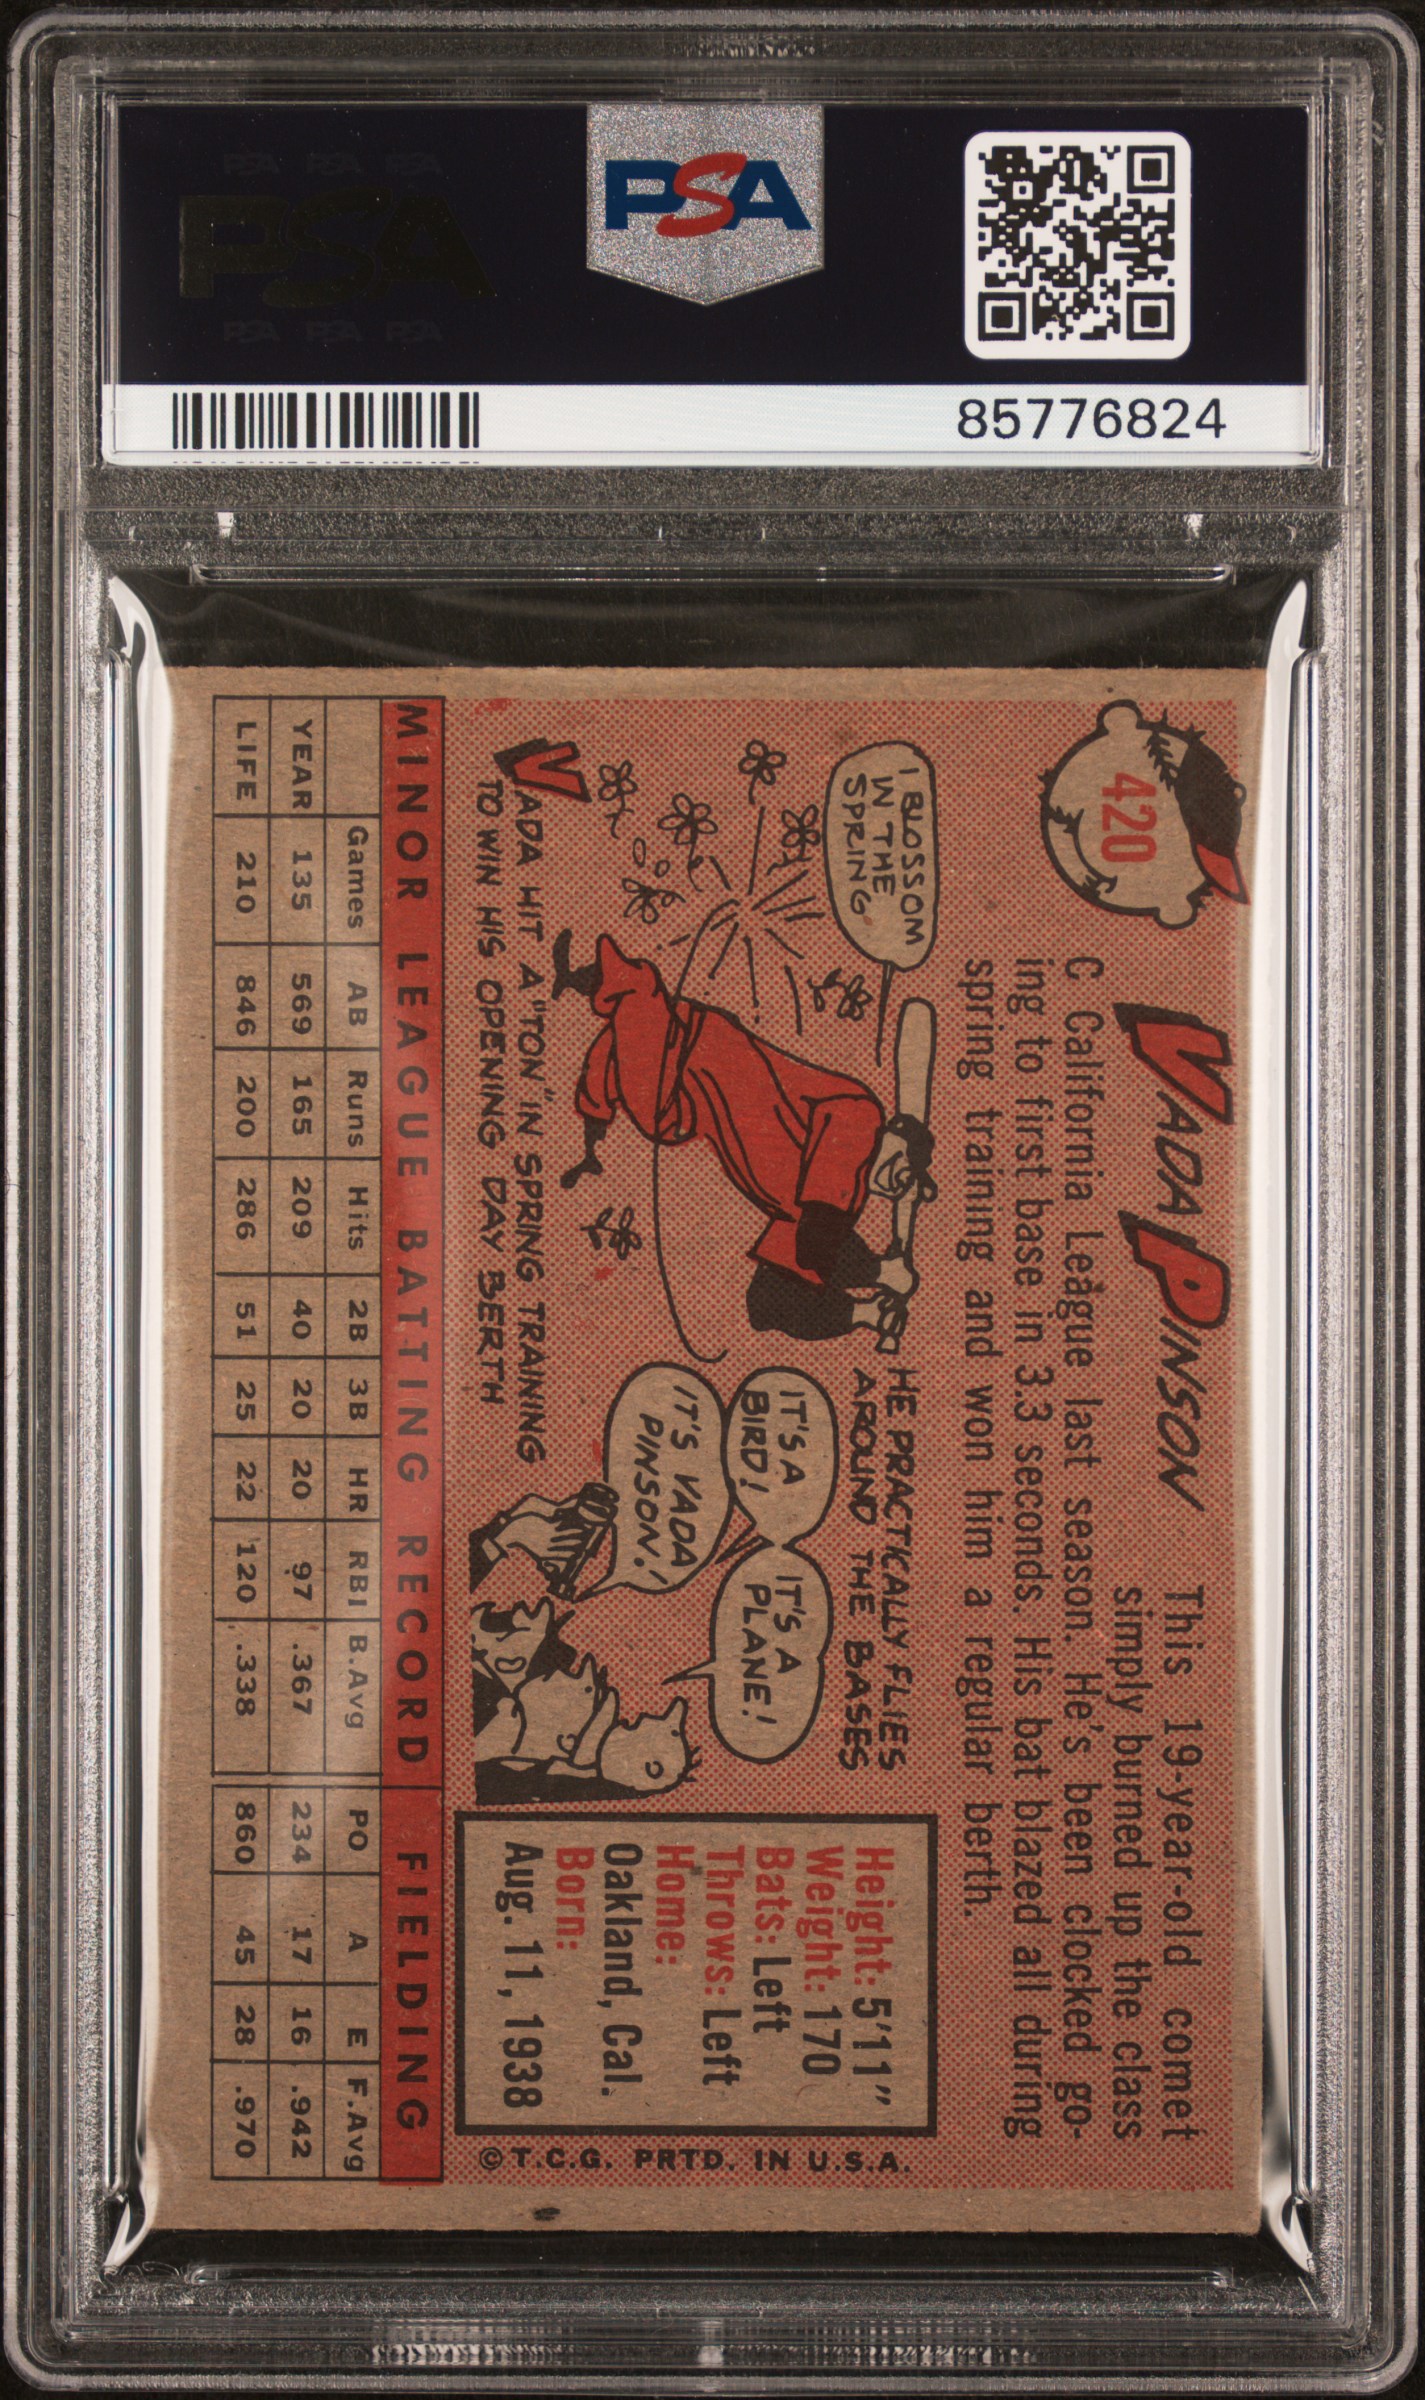 PSA PSA PSA
PSA
PSA PSA PSA
PSA
85776824
420
VADA PINSON
This 19-year-old comet
simply burned up the class
C California League last season. He's been clocked go-
ing to first base in 3.3 seconds. His bat blazed all during
spring training and won him a regular berth.
I BLOSSOM
IN THE
SPRING
VADA HIT A "TON" IN SPRING TRAINING
TO WIN HIS OPENING DAY BERTH
HE PRACTICALLY FLIES
AROUND THE BASES
IT'S A
BIRD!
IT'S A
PLANE!
IT'S VADA
PINSON!
Height: 5'11"
Weight: 170
Bats: Left
Throws: Left
Home:
Oakland, Cal.
Born:
Aug. 11, 1938
© T.C.G. PRTD. IN U.S.A.
MINOR LEAGUE BATTING RECORD FIELDING
Games AB Runs Hits 2B 3B HR RBI B.Avg PO A E F.Avg
YEAR 135 569 165 209 40 20 20 97 .367 234 17 16 .942
LIFE 210 846 200 286 51 25 22 120 .338 860 45 28 .970